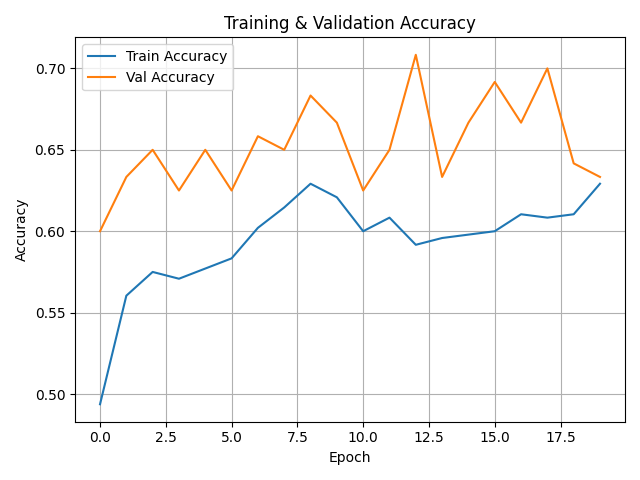 Training & Validation Accuracy
Train Accuracy
Val Accuracy
Accuracy
0.70
0.65
0.60
0.55
0.50
0.0 2.5 5.0 7.5 10.0 12.5 15.0 17.5
Epoch